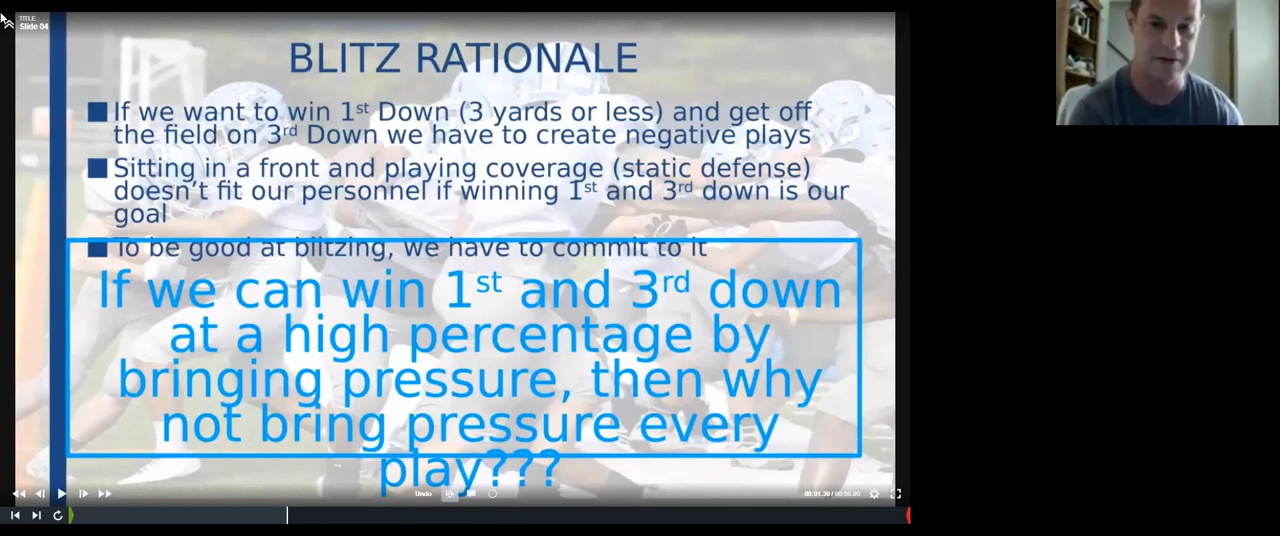 TITLE
Slide 04
BLITZ RATIONALE
If we want to win 1st Down (3 yards or less) and get off
the field on 3rd Down we have to create negative plays
Sitting in a front and playing coverage (static defense)
doesn’t fit our personnel if winning 1st and 3rd down is our
goal
To be good at blitzing, we have to commit to it
If we can win 1st and 3rd down
at a high percentage by
bringing pressure, then why
not bring pressure every
play???
Undo